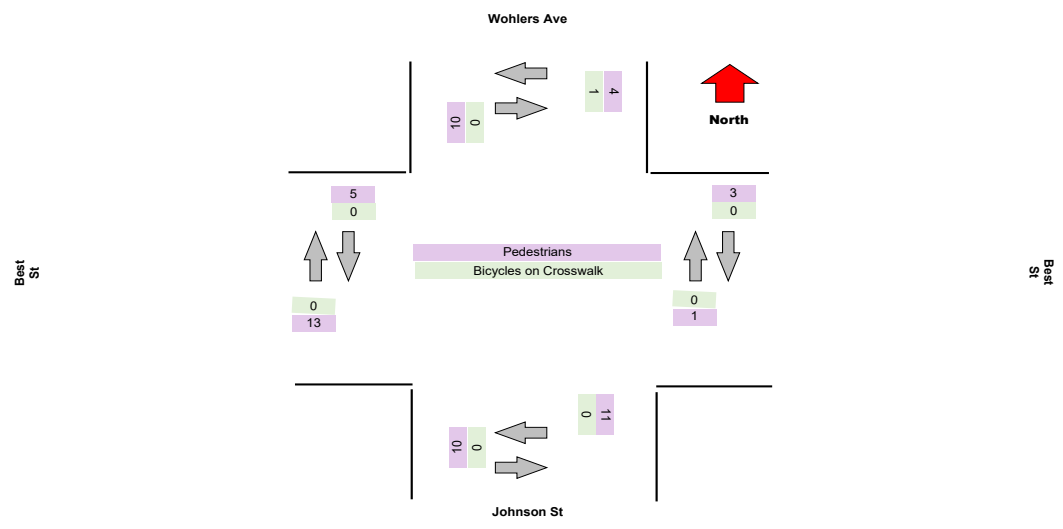 Wohlers Ave
1
4
10
0
North
5
0
3
0
Pedestrians
Bicycles on Crosswalk
Best
St
Best
St
0
13
0
1
0
11
10
0
Johnson St